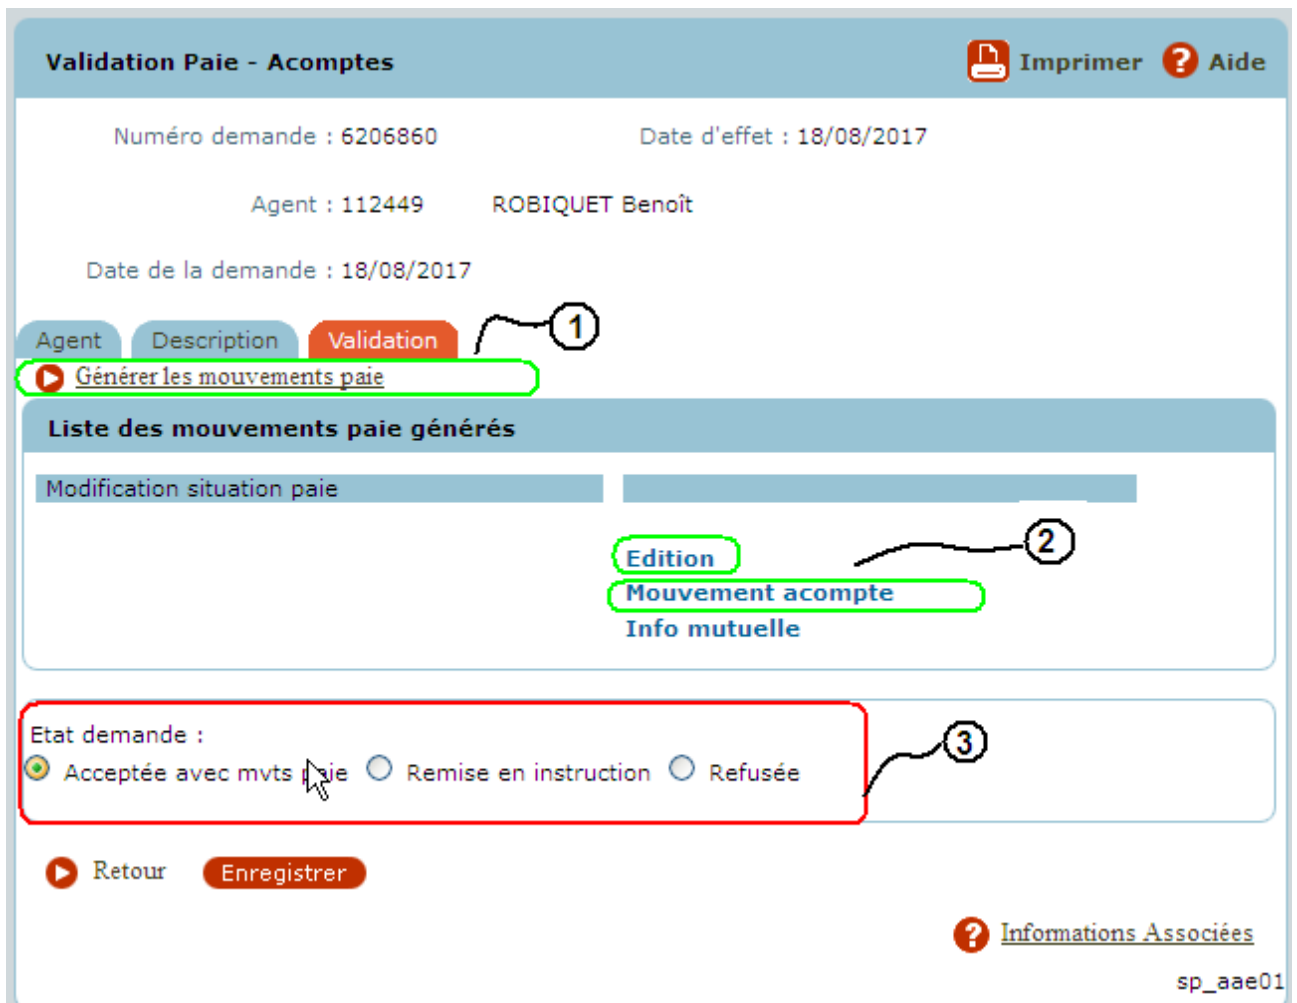 Validation Paie - Acomptes Imprimer ? Aide
Numéro demande : 6206860 Date d'effet : 18/08/2017
Agent : 112449 ROBIQUET Benoît
Date de la demande : 18/08/2017
1
Agent Description Validation
Générer les mouvements paie
Liste des mouvements paie générés
Modification situation paie
2
Edition
Mouvement acompte
Info mutuelle
3
Etat demande :
Acceptée avec mvts paie Remise en instruction Refusée
Retour Enregistrer
? Informations Associées
sp_aae01